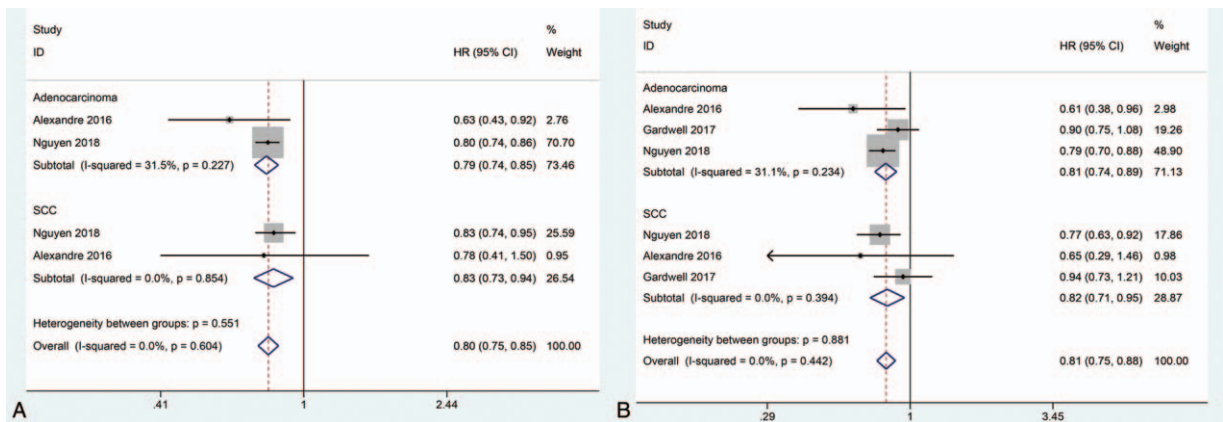 Study %
ID HR (95% CI) Weight
Adenocarcinoma
Alexandre 2016 0.63 (0.43, 0.92) 2.76
Nguyen 2018 0.80 (0.74, 0.86) 70.70
Subtotal (I-squared = 31.5%, p = 0.227) 0.79 (0.74, 0.85) 73.46
SCC
Nguyen 2018 0.83 (0.74, 0.95) 25.59
Alexandre 2016 0.78 (0.41, 1.50) 0.95
Subtotal (I-squared = 0.0%, p = 0.854) 0.83 (0.73, 0.94) 26.54
Heterogeneity between groups: p = 0.551
Overall (I-squared = 0.0%, p = 0.604) 0.80 (0.75, 0.85) 100.00
A .41 1 2.44
Study %
ID HR (95% CI) Weight
Adenocarcinoma
Alexandre 2016 0.61 (0.38, 0.96) 2.98
Gardwell 2017 0.90 (0.75, 1.08) 19.26
Nguyen 2018 0.79 (0.70, 0.88) 48.90
Subtotal (I-squared = 31.1%, p = 0.234) 0.81 (0.74, 0.89) 71.13
SCC
Nguyen 2018 0.77 (0.63, 0.92) 17.86
Alexandre 2016 0.65 (0.29, 1.46) 0.98
Gardwell 2017 0.94 (0.73, 1.21) 10.03
Subtotal (I-squared = 0.0%, p = 0.394) 0.82 (0.71, 0.95) 28.87
Heterogeneity between groups: p = 0.881
Overall (I-squared = 0.0%, p = 0.442) 0.81 (0.75, 0.88) 100.00
B .29 1 3.45